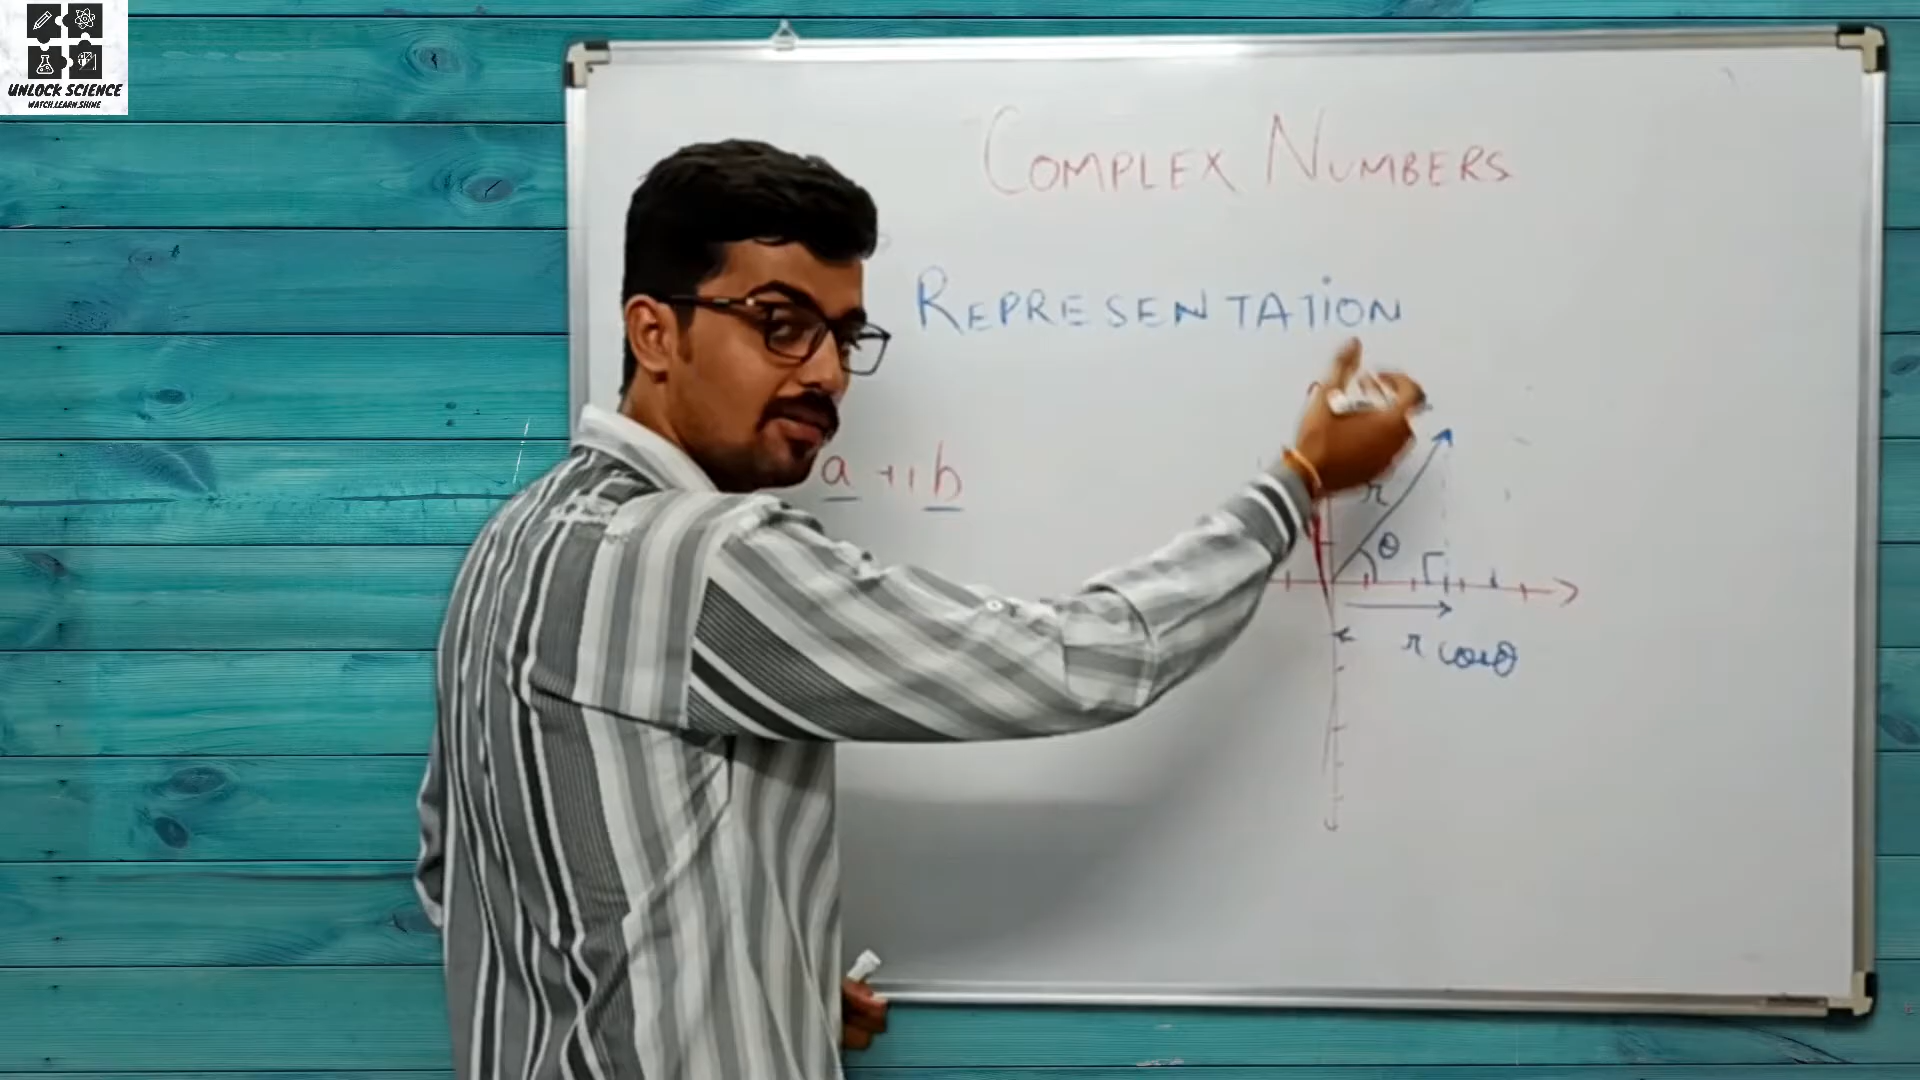 UNLOCK SCIENCE
WATCH.LEARN.SHINE
COMPLEX NUMBERS
REPRESENTATION
a + i b
r
θ
r cosθ